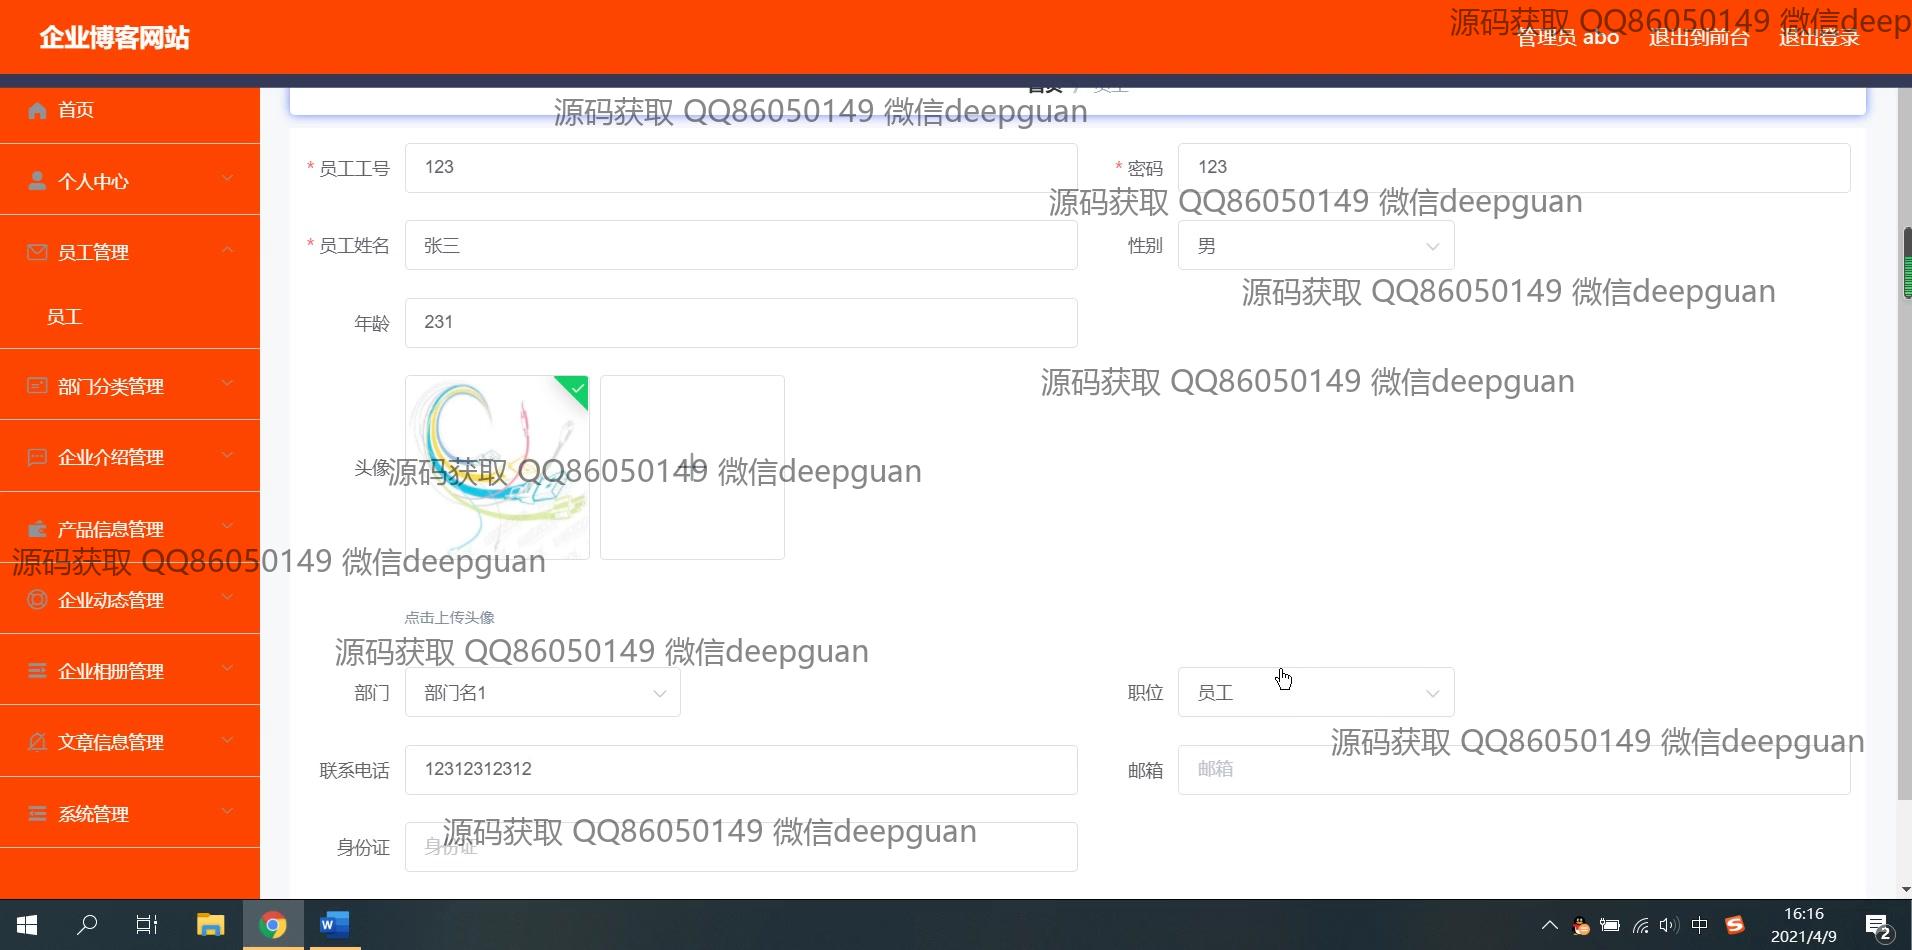 企业博客网站
源码获取 QQ86050149 微信deep
管理员 abo 退出到前台 退出登录
首页 / 员工
源码获取 QQ86050149 微信deepguan
首页
* 员工工号 123
* 密码 123
个人中心
源码获取 QQ86050149 微信deepguan
* 员工姓名 张三
性别 男
员工管理
源码获取 QQ86050149 微信deepguan
员工
年龄 231
部门分类管理
源码获取 QQ86050149 微信deepguan
企业介绍管理
头像
源码获取 QQ86050149 微信deepguan
产品信息管理
源码获取 QQ86050149 微信deepguan
企业动态管理
点击上传头像
源码获取 QQ86050149 微信deepguan
企业相册管理
部门 部门名1
职位 员工
文章信息管理
源码获取 QQ86050149 微信deepguan
联系电话 12312312312
邮箱 邮箱
系统管理
源码获取 QQ86050149 微信deepguan
身份证 身份证
中
16:16
2021/4/9
2